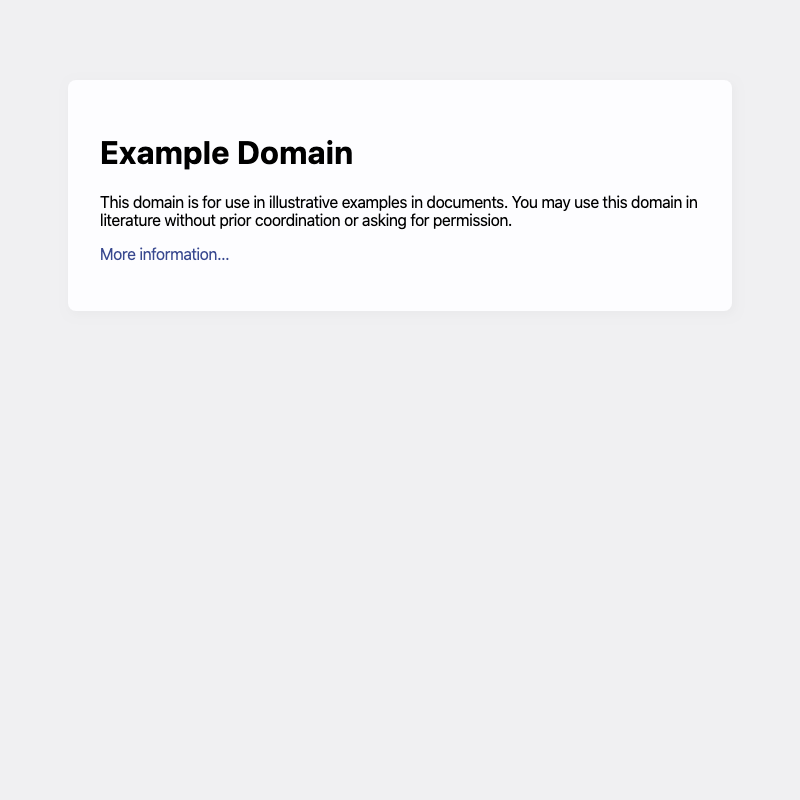 Example Domain
This domain is for use in illustrative examples in documents. You may use this domain in
literature without prior coordination or asking for permission.
More information...